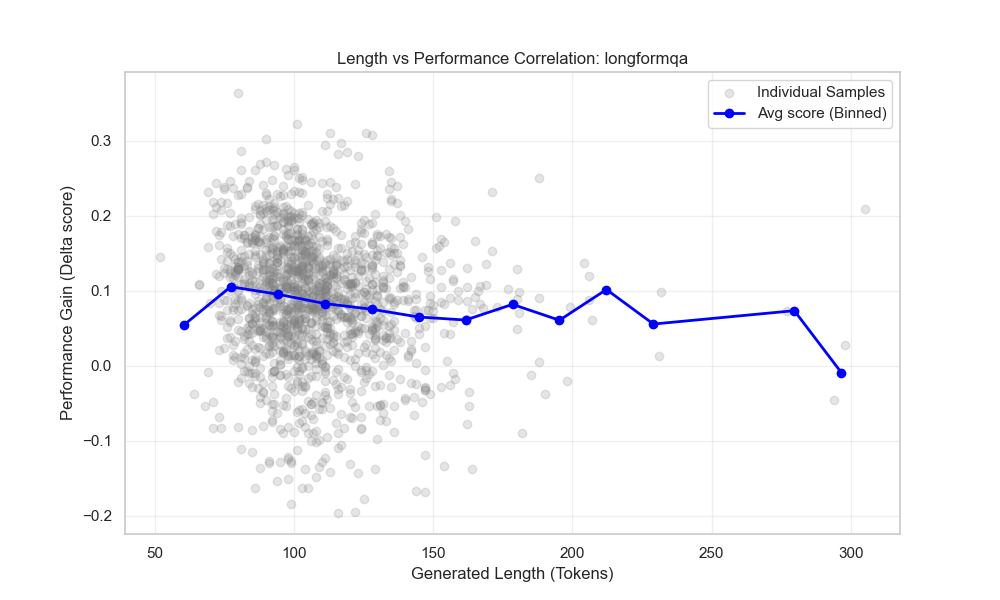 Length vs Performance Correlation: longformqa
Individual Samples
Avg score (Binned)
Performance Gain (Delta score)
0.3
0.2
0.1
0.0
−0.1
−0.2
50 100 150 200 250 300
Generated Length (Tokens)